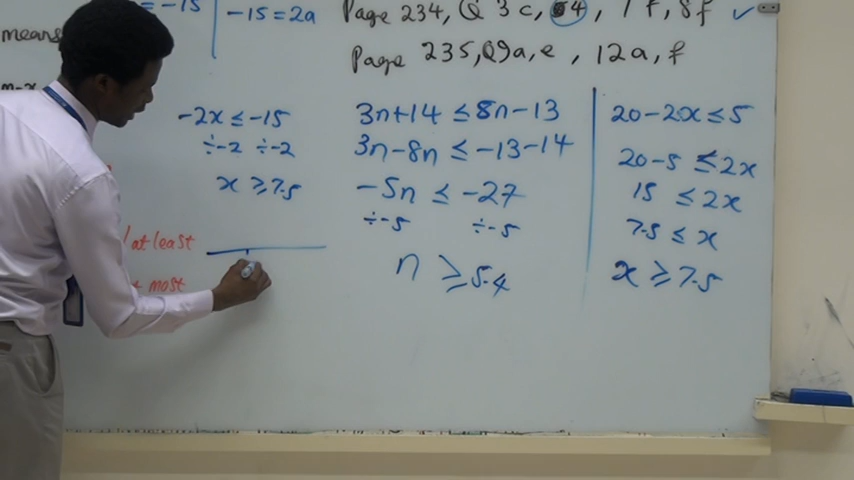 = -15
-15 = 2a
Page 234, Q 3c, 4, 7f, 8f ✓
Page 235, Q9a, e, 12a, f
means
-2x ≤ -15
÷-2 ÷-2
x ≥ 7.5
at least
most
3n+14 ≤ 8n-13
3n-8n ≤ -13-14
-5n ≤ -27
÷-5 ÷-5
n ≥ 5.4
20-2x ≤ 5
20-5 ≤ 2x
15 ≤ 2x
7.5 ≤ x
x ≥ 7.5